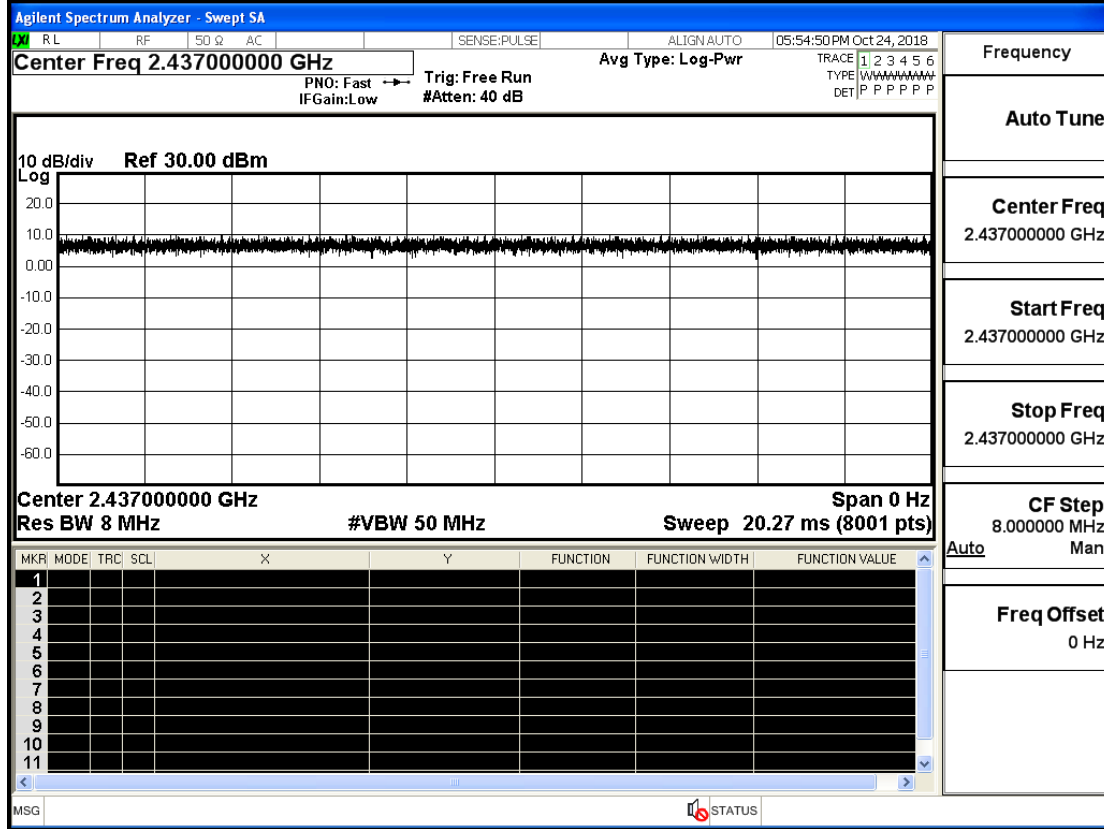 Agilent Spectrum Analyzer - Swept SA
LXI RL RF 50 Ω AC SENSE:PULSE ALIGN AUTO 05:54:50 PM Oct 24, 2018
Center Freq 2.437000000 GHz
PNO: Fast
IFGain:Low
Trig: Free Run
#Atten: 40 dB
Avg Type: Log-Pwr
TRACE 1 2 3 4 5 6
TYPE
DET P P P P P P
10 dB/div Ref 30.00 dBm
Log
20.0
10.0
0.00
-10.0
-20.0
-30.0
-40.0
-50.0
-60.0
Center 2.437000000 GHz Span 0 Hz
Res BW 8 MHz #VBW 50 MHz Sweep 20.27 ms (8001 pts)
MKR MODE TRC SCL X Y FUNCTION FUNCTION WIDTH FUNCTION VALUE
1
2
3
4
5
6
7
8
9
10
11
MSG STATUS
Frequency
Auto Tune
Center Freq
2.437000000 GHz
Start Freq
2.437000000 GHz
Stop Freq
2.437000000 GHz
CF Step
8.000000 MHz
Auto Man
Freq Offset
0 Hz